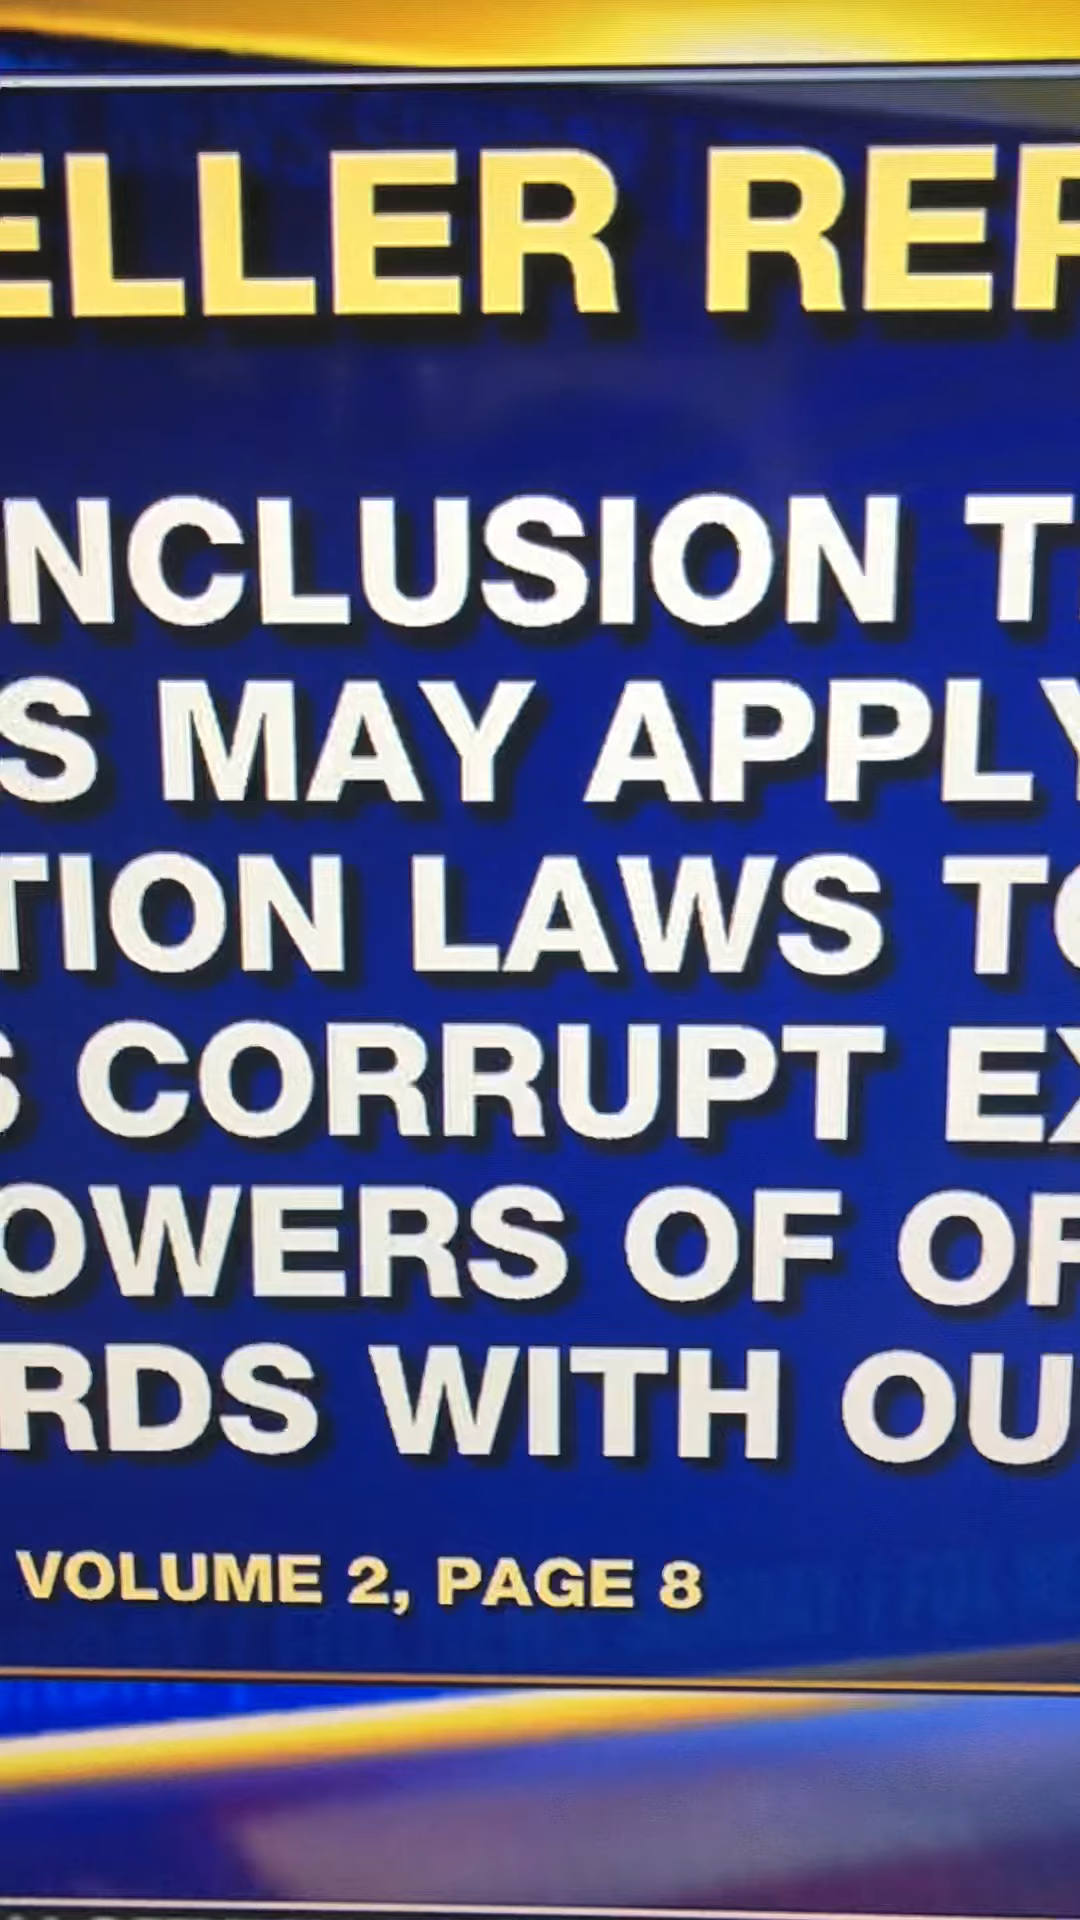 ELLER REP
NCLUSION T
S MAY APPLY
TION LAWS TO
S CORRUPT EX
OWERS OF OF
RDS WITH OU
VOLUME 2, PAGE 8